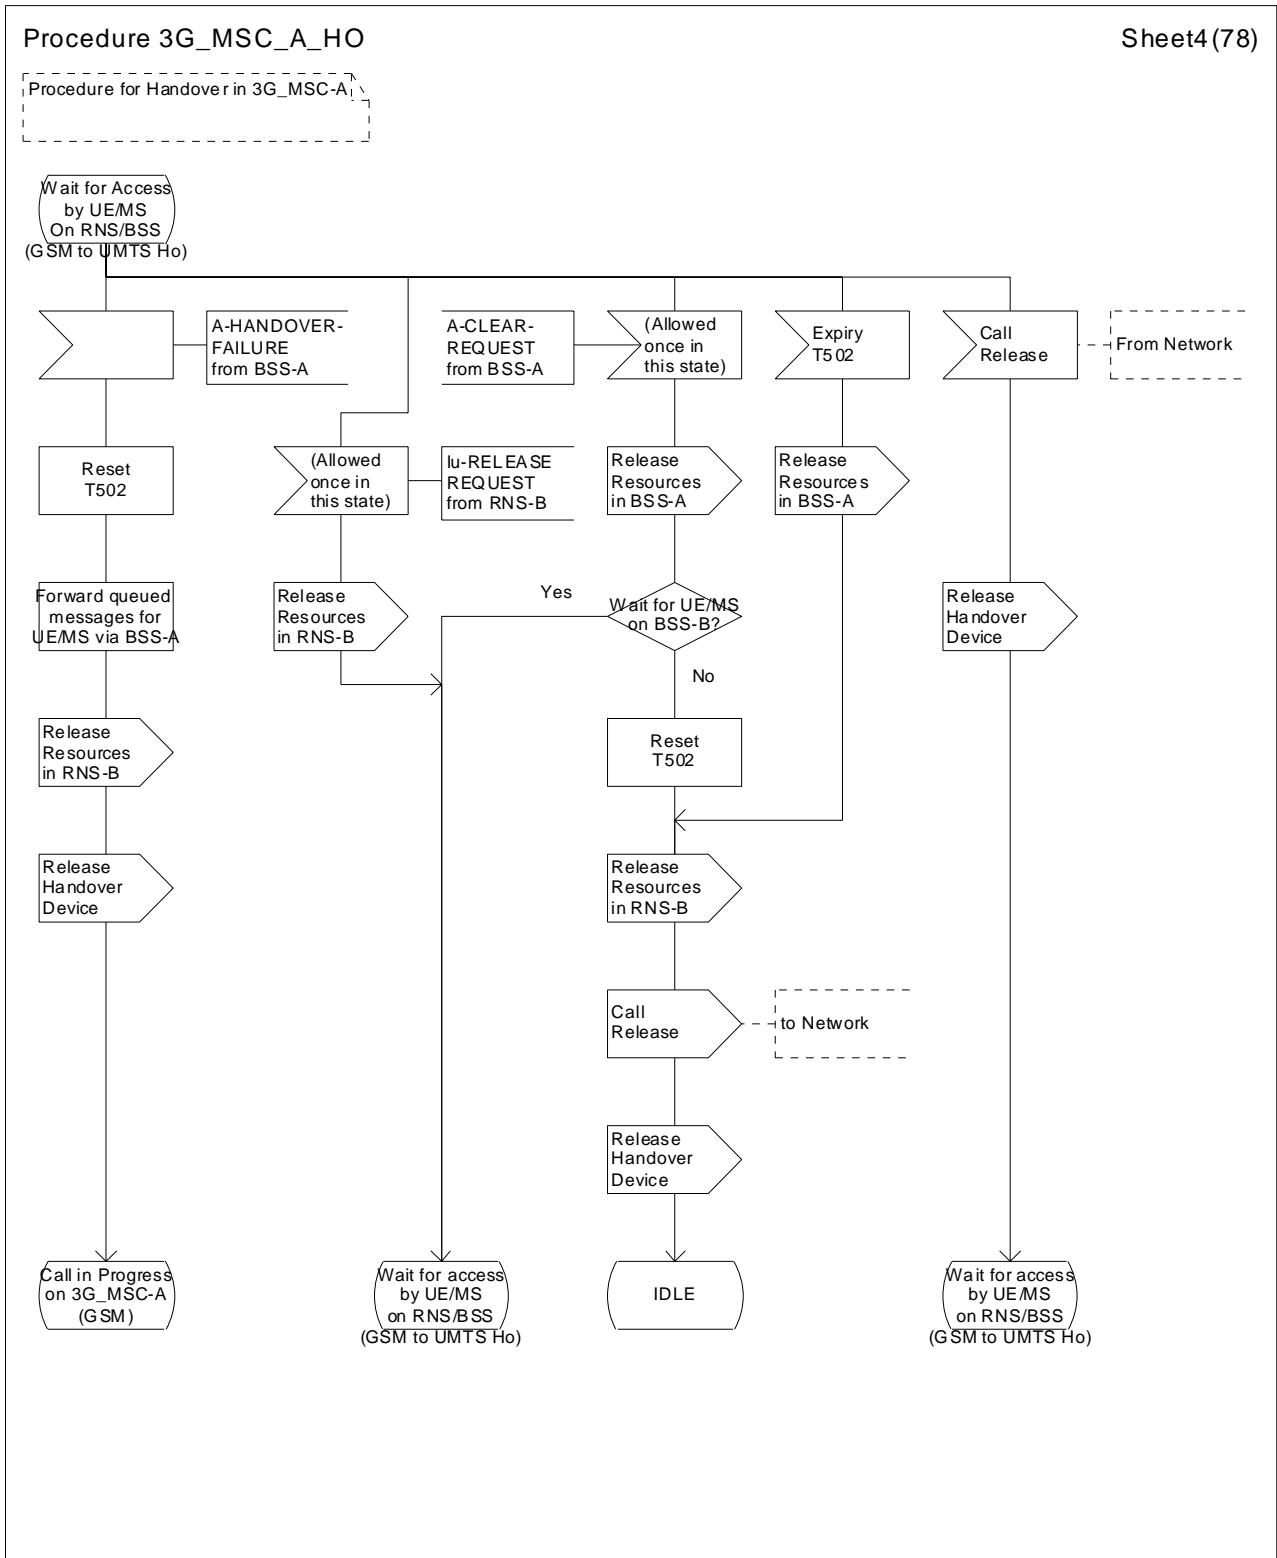 Procedure 3G_MSC_A_HO
Sheet4(78)
Procedure for Handover in 3G_MSC-A
Wait for Access
by UE/MS
On RNS/BSS
(GSM to UMTS Ho)
A-HANDOVER-
FAILURE
from BSS-A
A-CLEAR-
REQUEST
from BSS-A
(Allowed
once in
this state)
Expiry
T502
Call
Release
From Network
Reset
T502
(Allowed
once in
this state)
Iu-RELEASE
REQUEST
from RNS-B
Release
Resources
in BSS-A
Release
Resources
in BSS-A
Forward queued
messages for
UE/MS via BSS-A
Release
Resources
in RNS-B
Yes
Wait for UE/MS
on BSS-B?
No
Release
Handover
Device
Release
Resources
in RNS-B
Reset
T502
Release
Handover
Device
Release
Resources
in RNS-B
Call
Release
to Network
Release
Handover
Device
Call in Progress
on 3G_MSC-A
(GSM)
Wait for access
by UE/MS
on RNS/BSS
(GSM to UMTS Ho)
IDLE
Wait for access
by UE/MS
on RNS/BSS
(GSM to UMTS Ho)